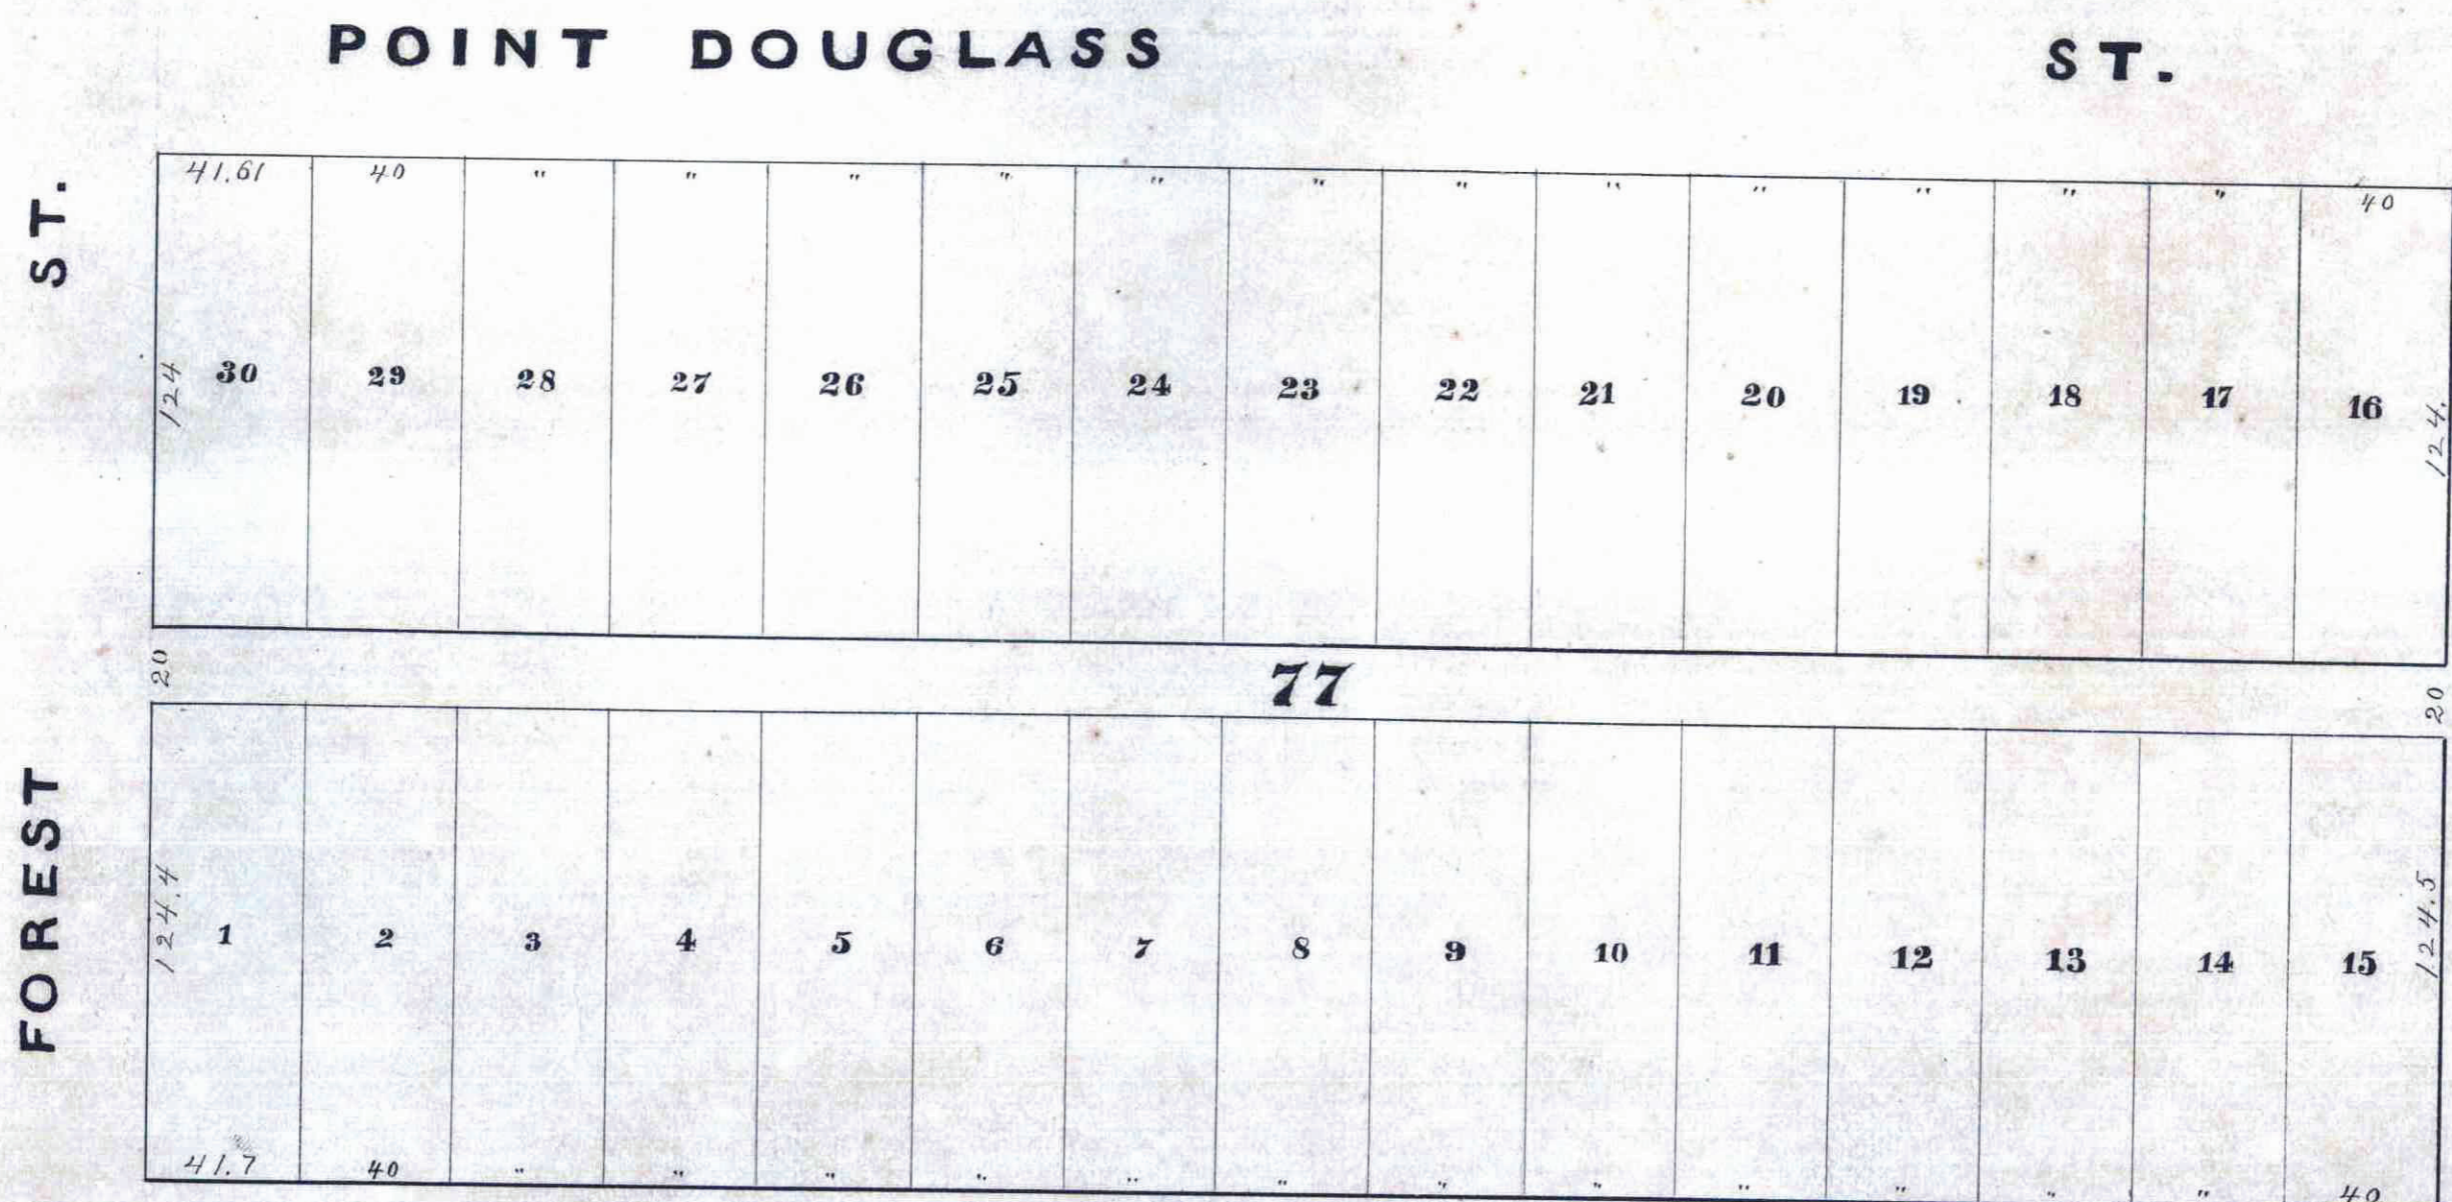 POINT DOUGLASS ST.
FOREST ST.
41.61 40 " " " " " " " " " " " " 40
124 30 29 28 27 26 25 24 23 22 21 20 19 18 17 16 124.
20 77 20
124.4 1 2 3 4 5 6 7 8 9 10 11 12 13 14 15 124.5
41.7 40 " " " " " " " " " " " " 40